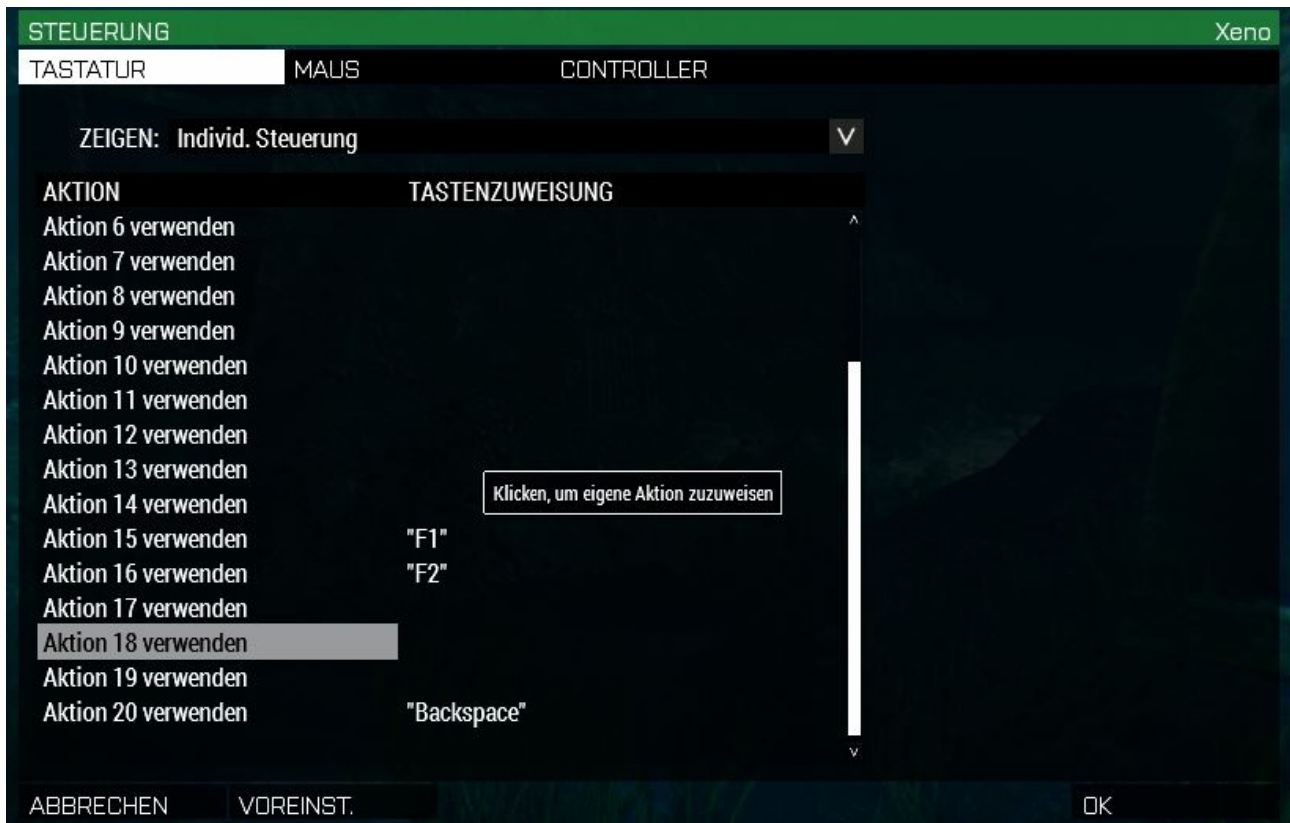 STEUERUNG Xeno
TASTATUR MAUS CONTROLLER
ZEIGEN: Individ. Steuerung V
AKTION TASTENZUWEISUNG
Aktion 6 verwenden
Aktion 7 verwenden
Aktion 8 verwenden
Aktion 9 verwenden
Aktion 10 verwenden
Aktion 11 verwenden
Aktion 12 verwenden
Aktion 13 verwenden
Klicken, um eigene Aktion zuzuweisen
Aktion 14 verwenden
Aktion 15 verwenden "F1"
Aktion 16 verwenden "F2"
Aktion 17 verwenden
Aktion 18 verwenden
Aktion 19 verwenden
Aktion 20 verwenden "Backspace"
ABBRECHEN VOREINST. OK